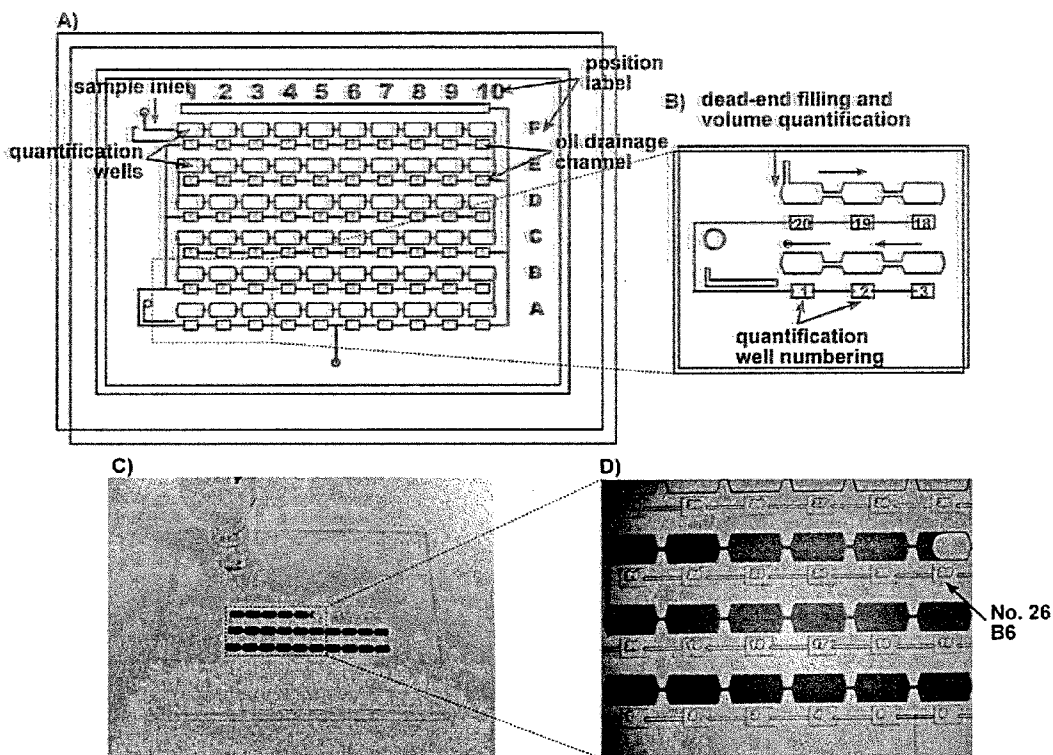 A)
sample inlet
1 2 3 4 5 6 7 8 9 10
position
label
quantification
wells
oil drainage
channel
F
E
D
C
B
A
B) dead-end filling and
volume quantification
20 19 18
1 2 3
quantification
well numbering
C)
D)
No. 26
B6